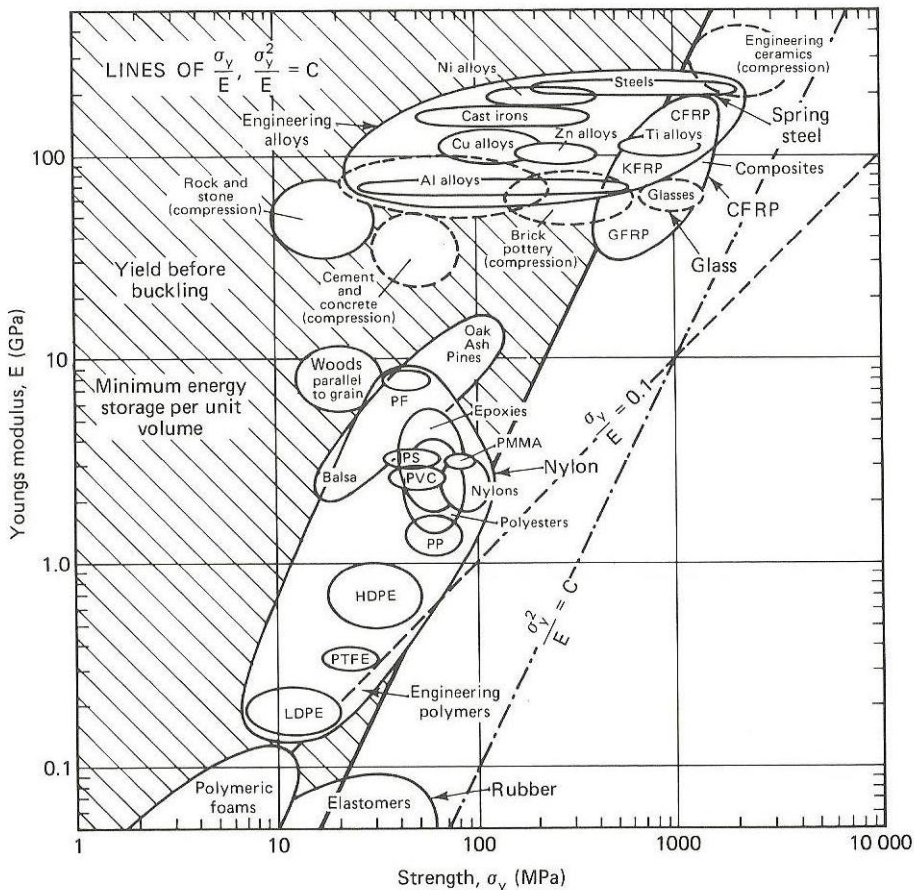 LINES OF σy/E, σy²/E = C
Engineering
ceramics
(compression)
Ni alloys
Steels
Engineering
alloys
Cast irons
CFRP
Spring
steel
Zn alloys
Cu alloys
Ti alloys
100
KFRP
Composites
Rock and
stone
(compression)
Al alloys
Glasses
CFRP
Brick
pottery
(compression)
GFRP
Glass
Yield before
buckling
Cement
and
concrete
(compression)
Oak
Ash
Pines
10
Woods
parallel
to grain
PF
σy/E = 0.1
Minimum energy
storage per unit
volume
Epoxies
PMMA
PS
Nylon
Balsa
PVC
Nylons
Polyesters
PP
1.0
HDPE
σy²/E = C
PTFE
Engineering
polymers
LDPE
0.1
Polymeric
foams
Elastomers
Rubber
1
10
100
1000
10 000
Strength, σy (MPa)
Youngs modulus, E (GPa)